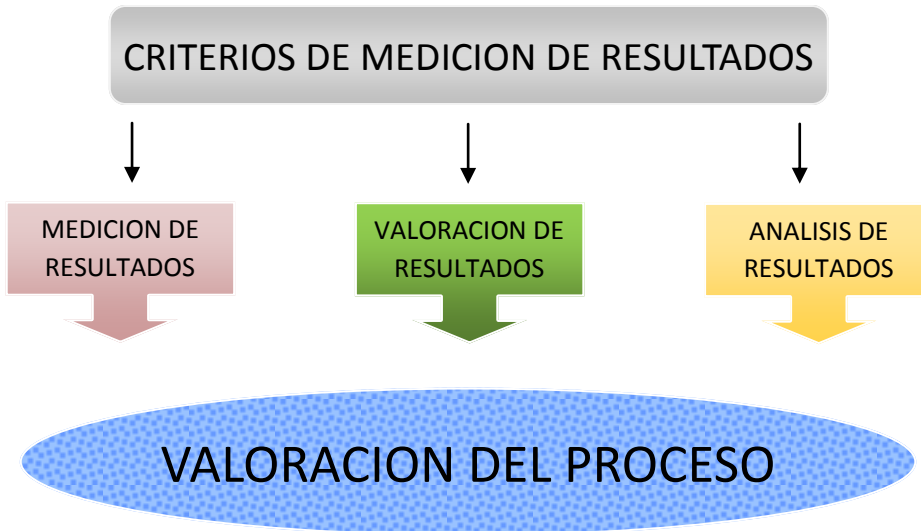 CRITERIOS DE MEDICION DE RESULTADOS
MEDICION DE
RESULTADOS
VALORACION DE
RESULTADOS
ANALISIS DE
RESULTADOS
VALORACION DEL PROCESO